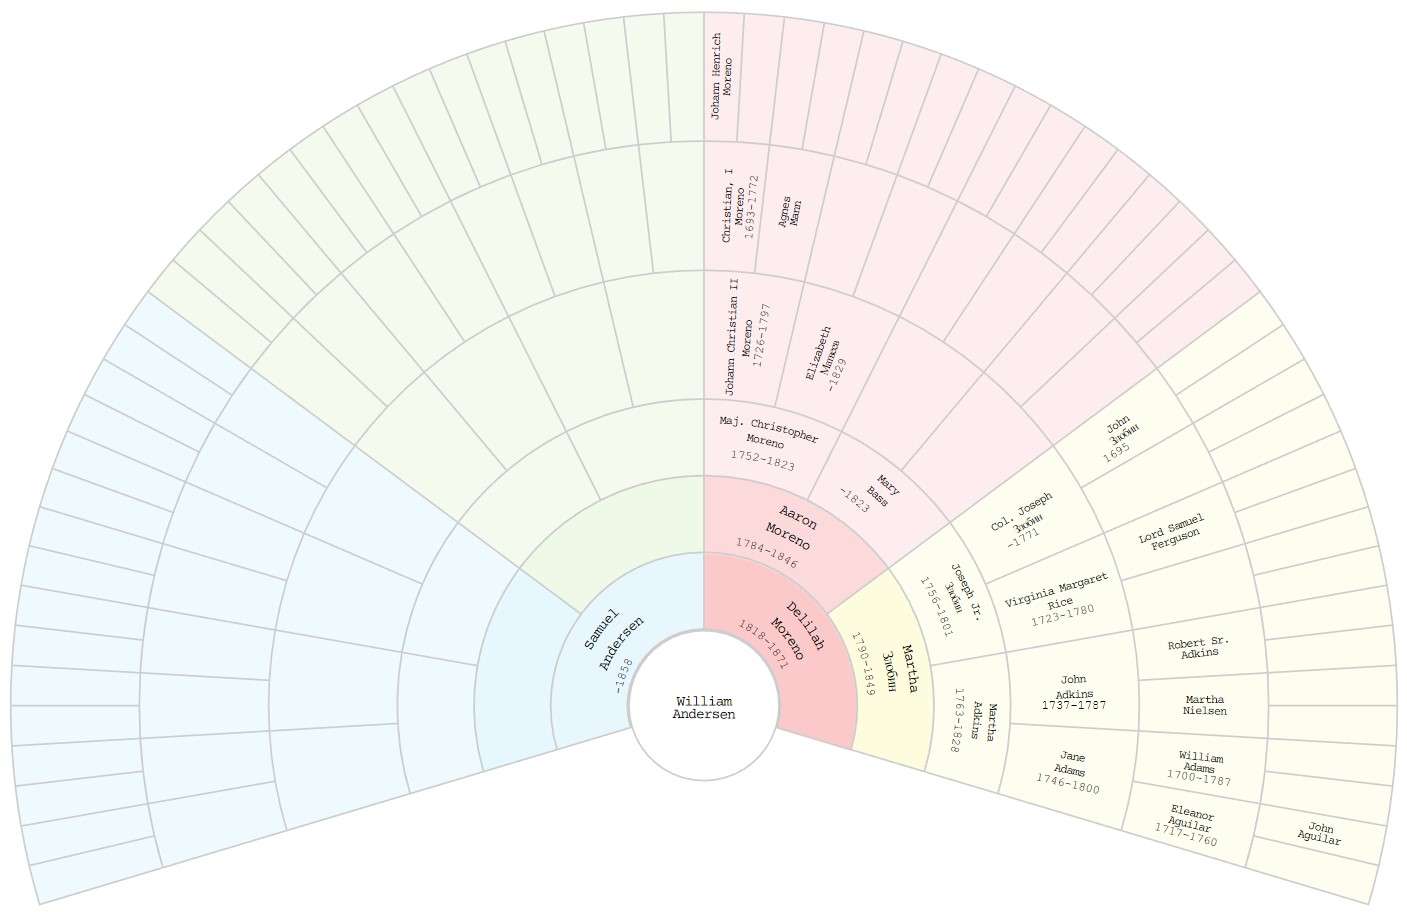 William
Andersen
Samuel
Andersen
-1858
Delilah
Moreno
1818-1871
Aaron
Moreno
1784-1846
Martha
Злобин
1790-1849
Maj. Christopher
Moreno
1752-1823
Mary
Bass
-1823
Joseph Jr.
Злобин
1756-1801
Martha
Adkins
1763-1828
Johann Christian II
Moreno
1726-1797
Elizabeth
-1829
Col. Joseph
Злобин
-1771
Virginia Margaret
Rice
1723-1780
John
Adkins
1737-1787
Jane
Adams
1746-1800
Christian, I
Moreno
1693-1772
Agnes
Mann
John
Злобин
1695
Lord Samuel
Ferguson
Robert Sr.
Adkins
Martha
Nielsen
William
Adams
1700-1787
Eleanor
Aguilar
1717-1760
Johann Henrich
Moreno
John
Aguilar